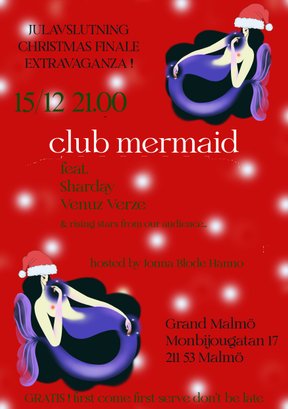 JULAVSLUTNING
CHRISTMAS FINALE
EXTRAVAGANZA !
15/12 21.00
club mermaid
feat.
Sharday
Venuz Verze
& rising stars from our audience..
hosted by Jonna Blode Hanno
Grand Malmö
Monbijougatan 17
211 53 Malmö
GRATIS ! first come first serve don't be late